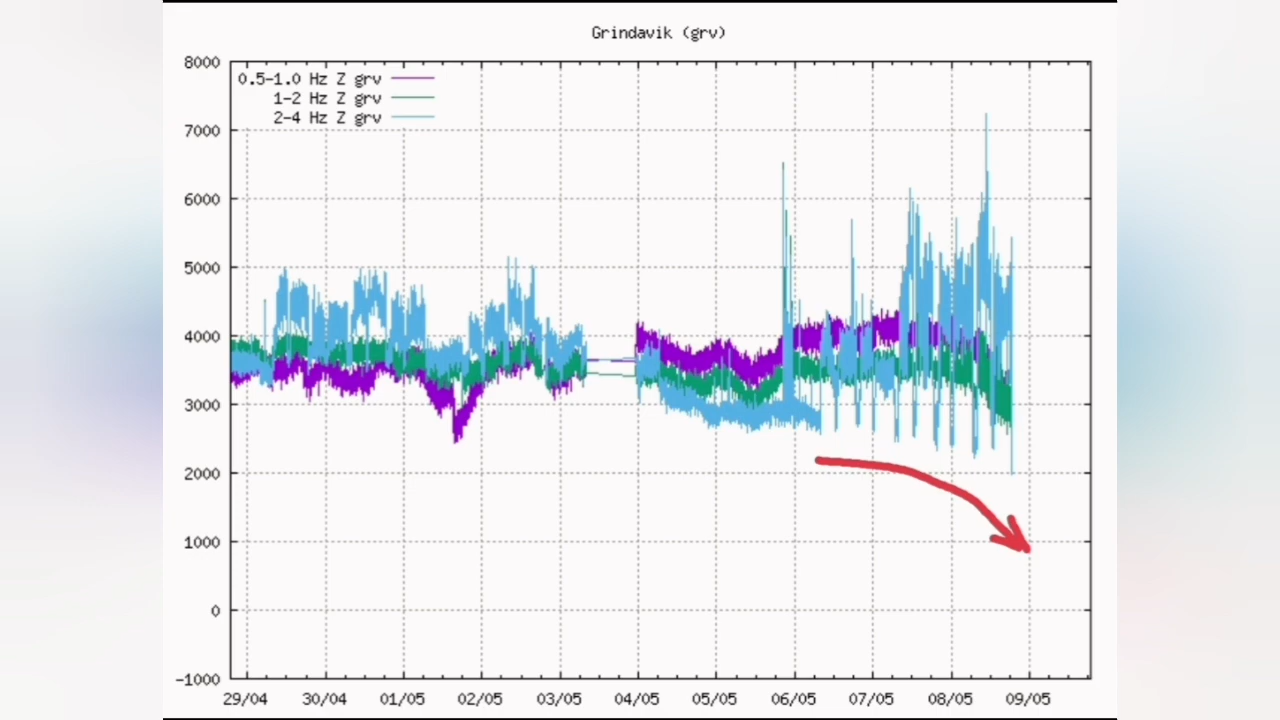 Grindavik (grv)
8000
0.5-1.0 Hz Z grv
1-2 Hz Z grv
2-4 Hz Z grv
7000
6000
5000
4000
3000
2000
1000
0
-1000
29/04 30/04 01/05 02/05 03/05 04/05 05/05 06/05 07/05 08/05 09/05